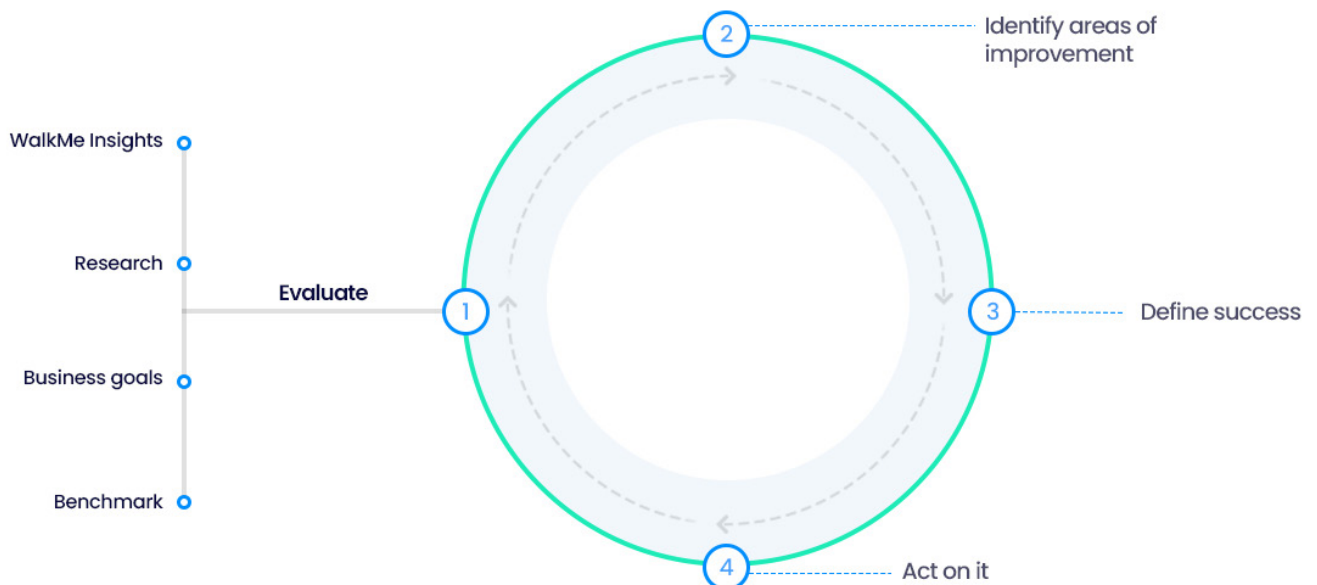 WalkMe Insights
Research
Business goals
Benchmark
Evaluate
1
2
Identify areas of
improvement
3
Define success
4
Act on it